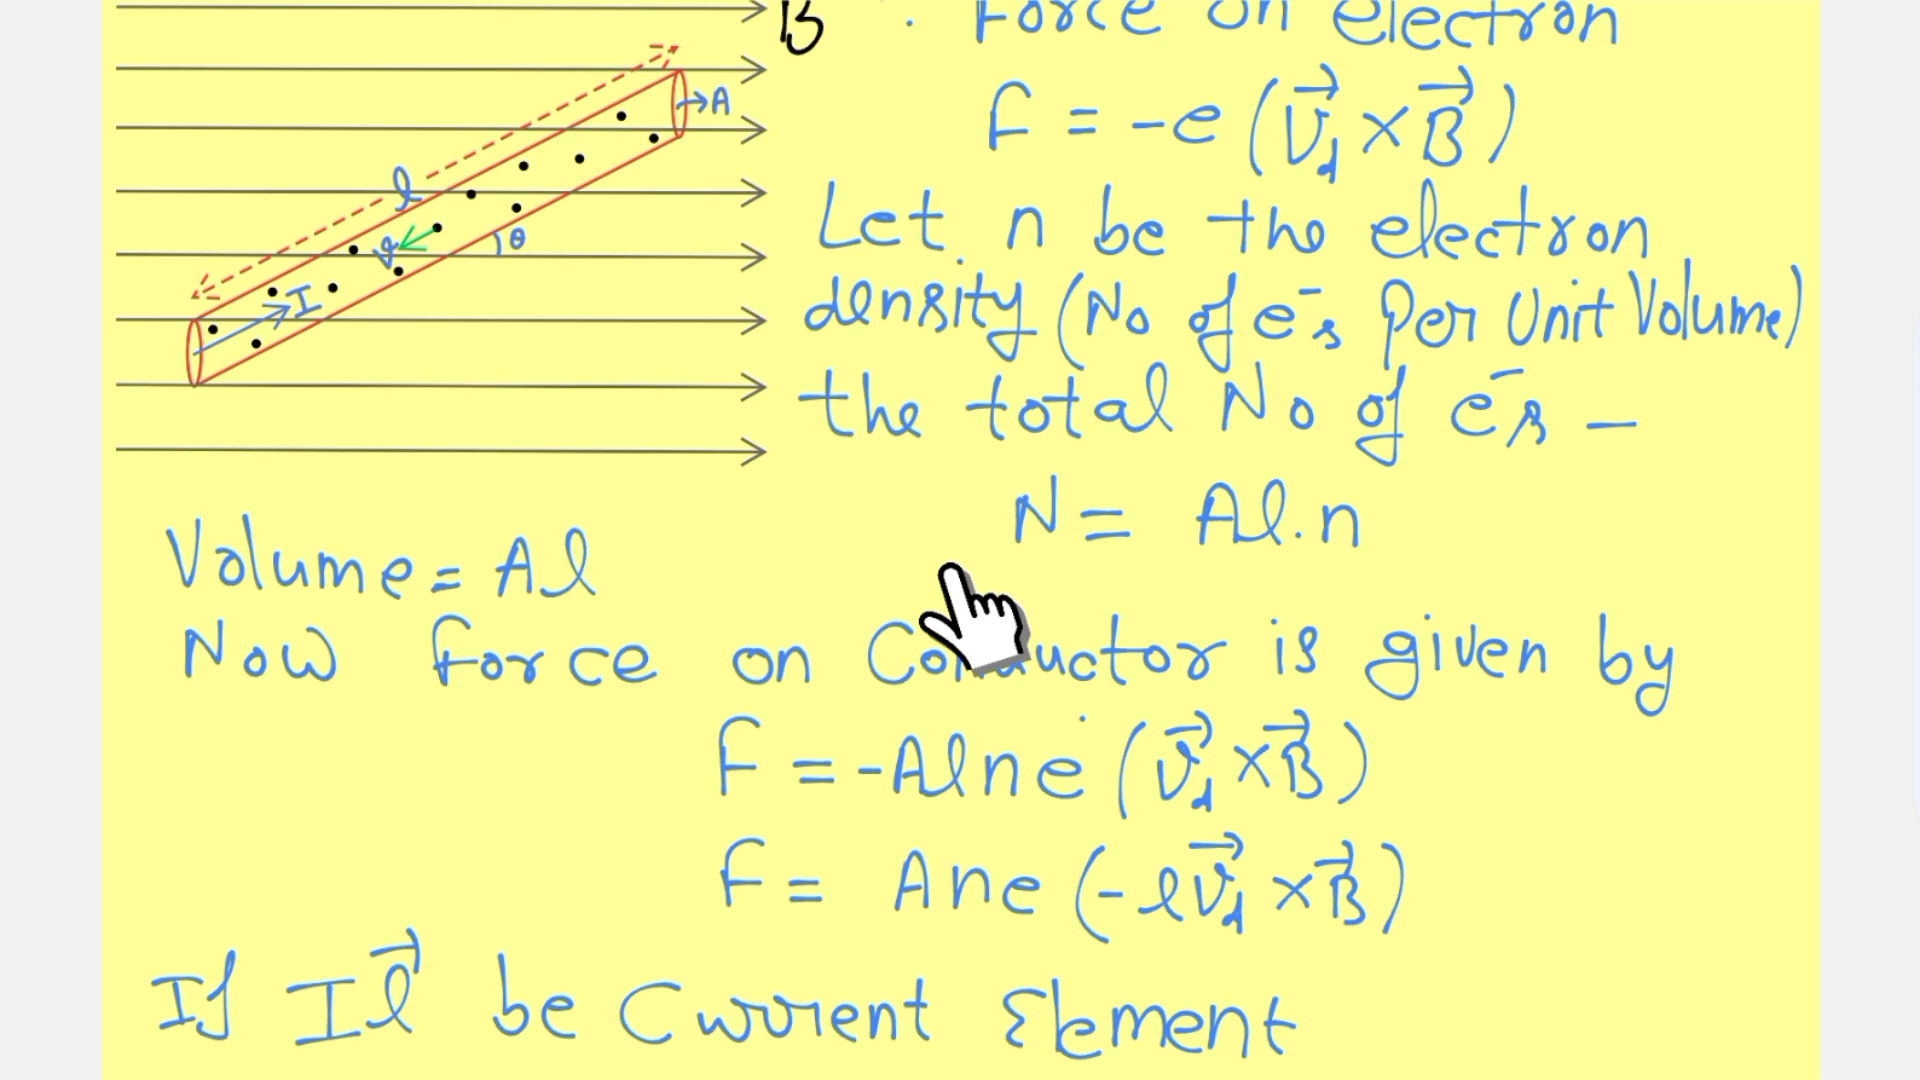 B : Force on electron
F = -e (V⃗d × B⃗)
Let n be the electron
density (No of e⁻s Per Unit Volume)
the total No of e⁻s –
N = Al.n
→A
l
θ
Vd
I
Volume = Al
Now force on Conductor is given by
F = -Alne (V⃗d × B⃗)
F = Ane (-lV⃗d × B⃗)
If Il⃗ be Current Element